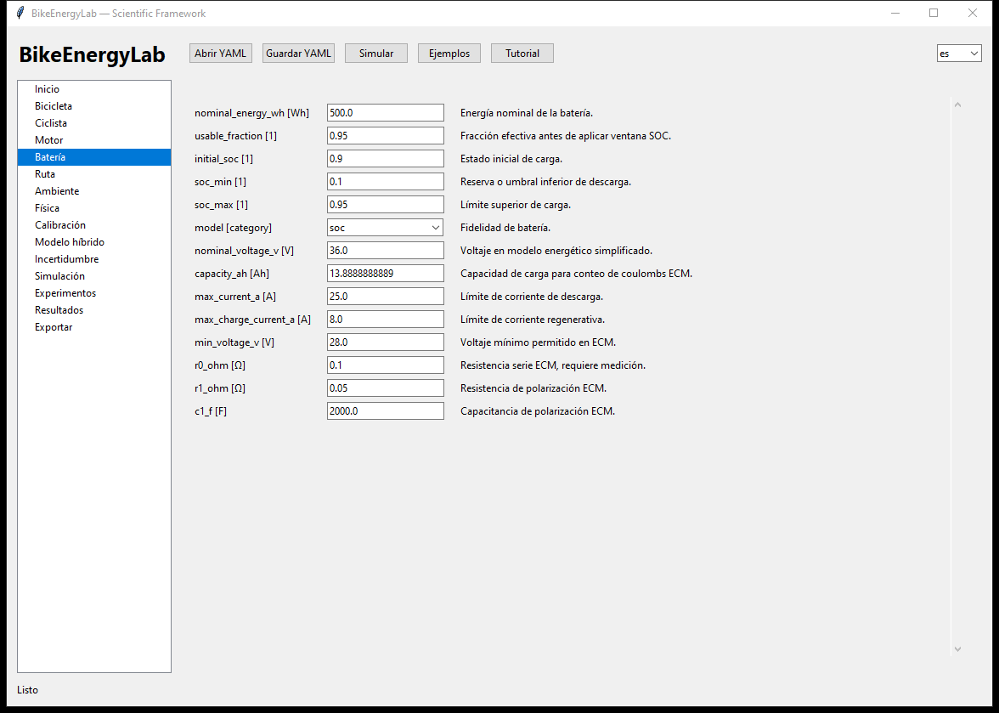 BikeEnergyLab — Scientific Framework
BikeEnergyLab
Abrir YAML
Guardar YAML
Simular
Ejemplos
Tutorial
es
Inicio
Bicicleta
Ciclista
Motor
Batería
Ruta
Ambiente
Física
Calibración
Modelo híbrido
Incertidumbre
Simulación
Experimentos
Resultados
Exportar
nominal_energy_wh [Wh] 500.0 Energía nominal de la batería.
usable_fraction [1] 0.95 Fracción efectiva antes de aplicar ventana SOC.
initial_soc [1] 0.9 Estado inicial de carga.
soc_min [1] 0.1 Reserva o umbral inferior de descarga.
soc_max [1] 0.95 Límite superior de carga.
model [category] soc Fidelidad de batería.
nominal_voltage_v [V] 36.0 Voltaje en modelo energético simplificado.
capacity_ah [Ah] 13.8888888889 Capacidad de carga para conteo de coulombs ECM.
max_current_a [A] 25.0 Límite de corriente de descarga.
max_charge_current_a [A] 8.0 Límite de corriente regenerativa.
min_voltage_v [V] 28.0 Voltaje mínimo permitido en ECM.
r0_ohm [Ω] 0.1 Resistencia serie ECM, requiere medición.
r1_ohm [Ω] 0.05 Resistencia de polarización ECM.
c1_f [F] 2000.0 Capacitancia de polarización ECM.
Listo